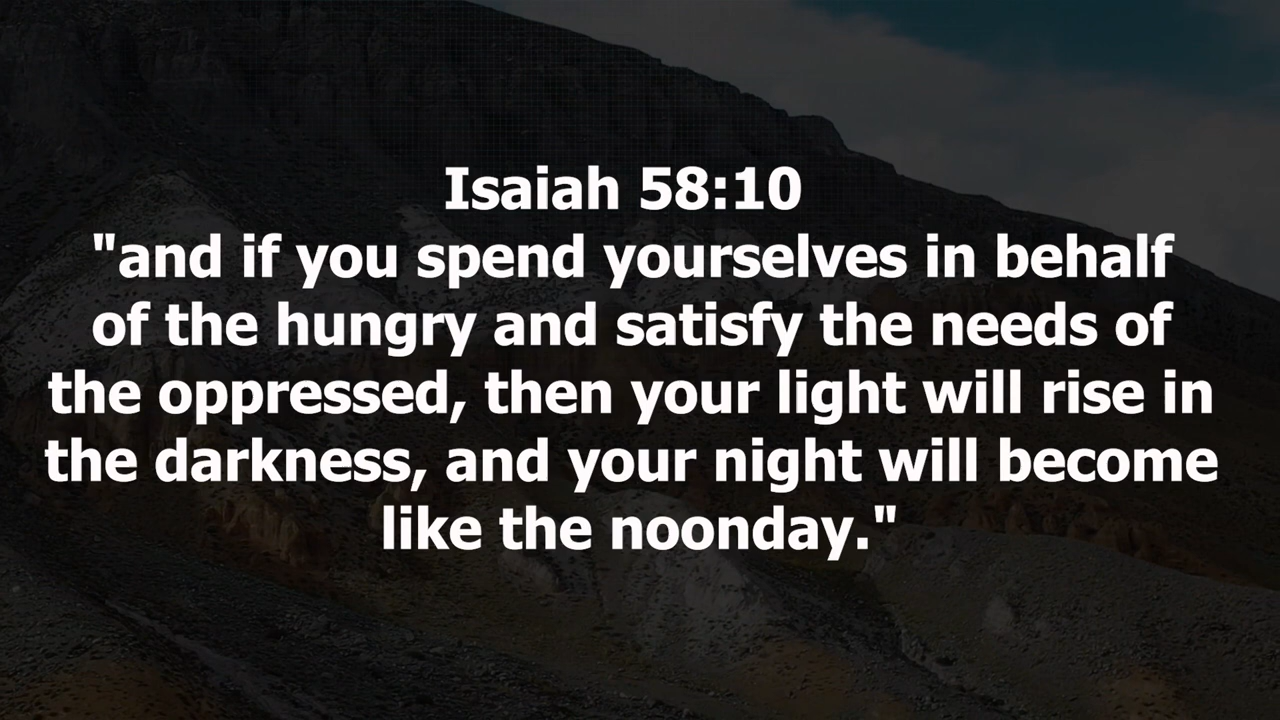 Isaiah 58:10
"and if you spend yourselves in behalf
of the hungry and satisfy the needs of
the oppressed, then your light will rise in
the darkness, and your night will become
like the noonday."